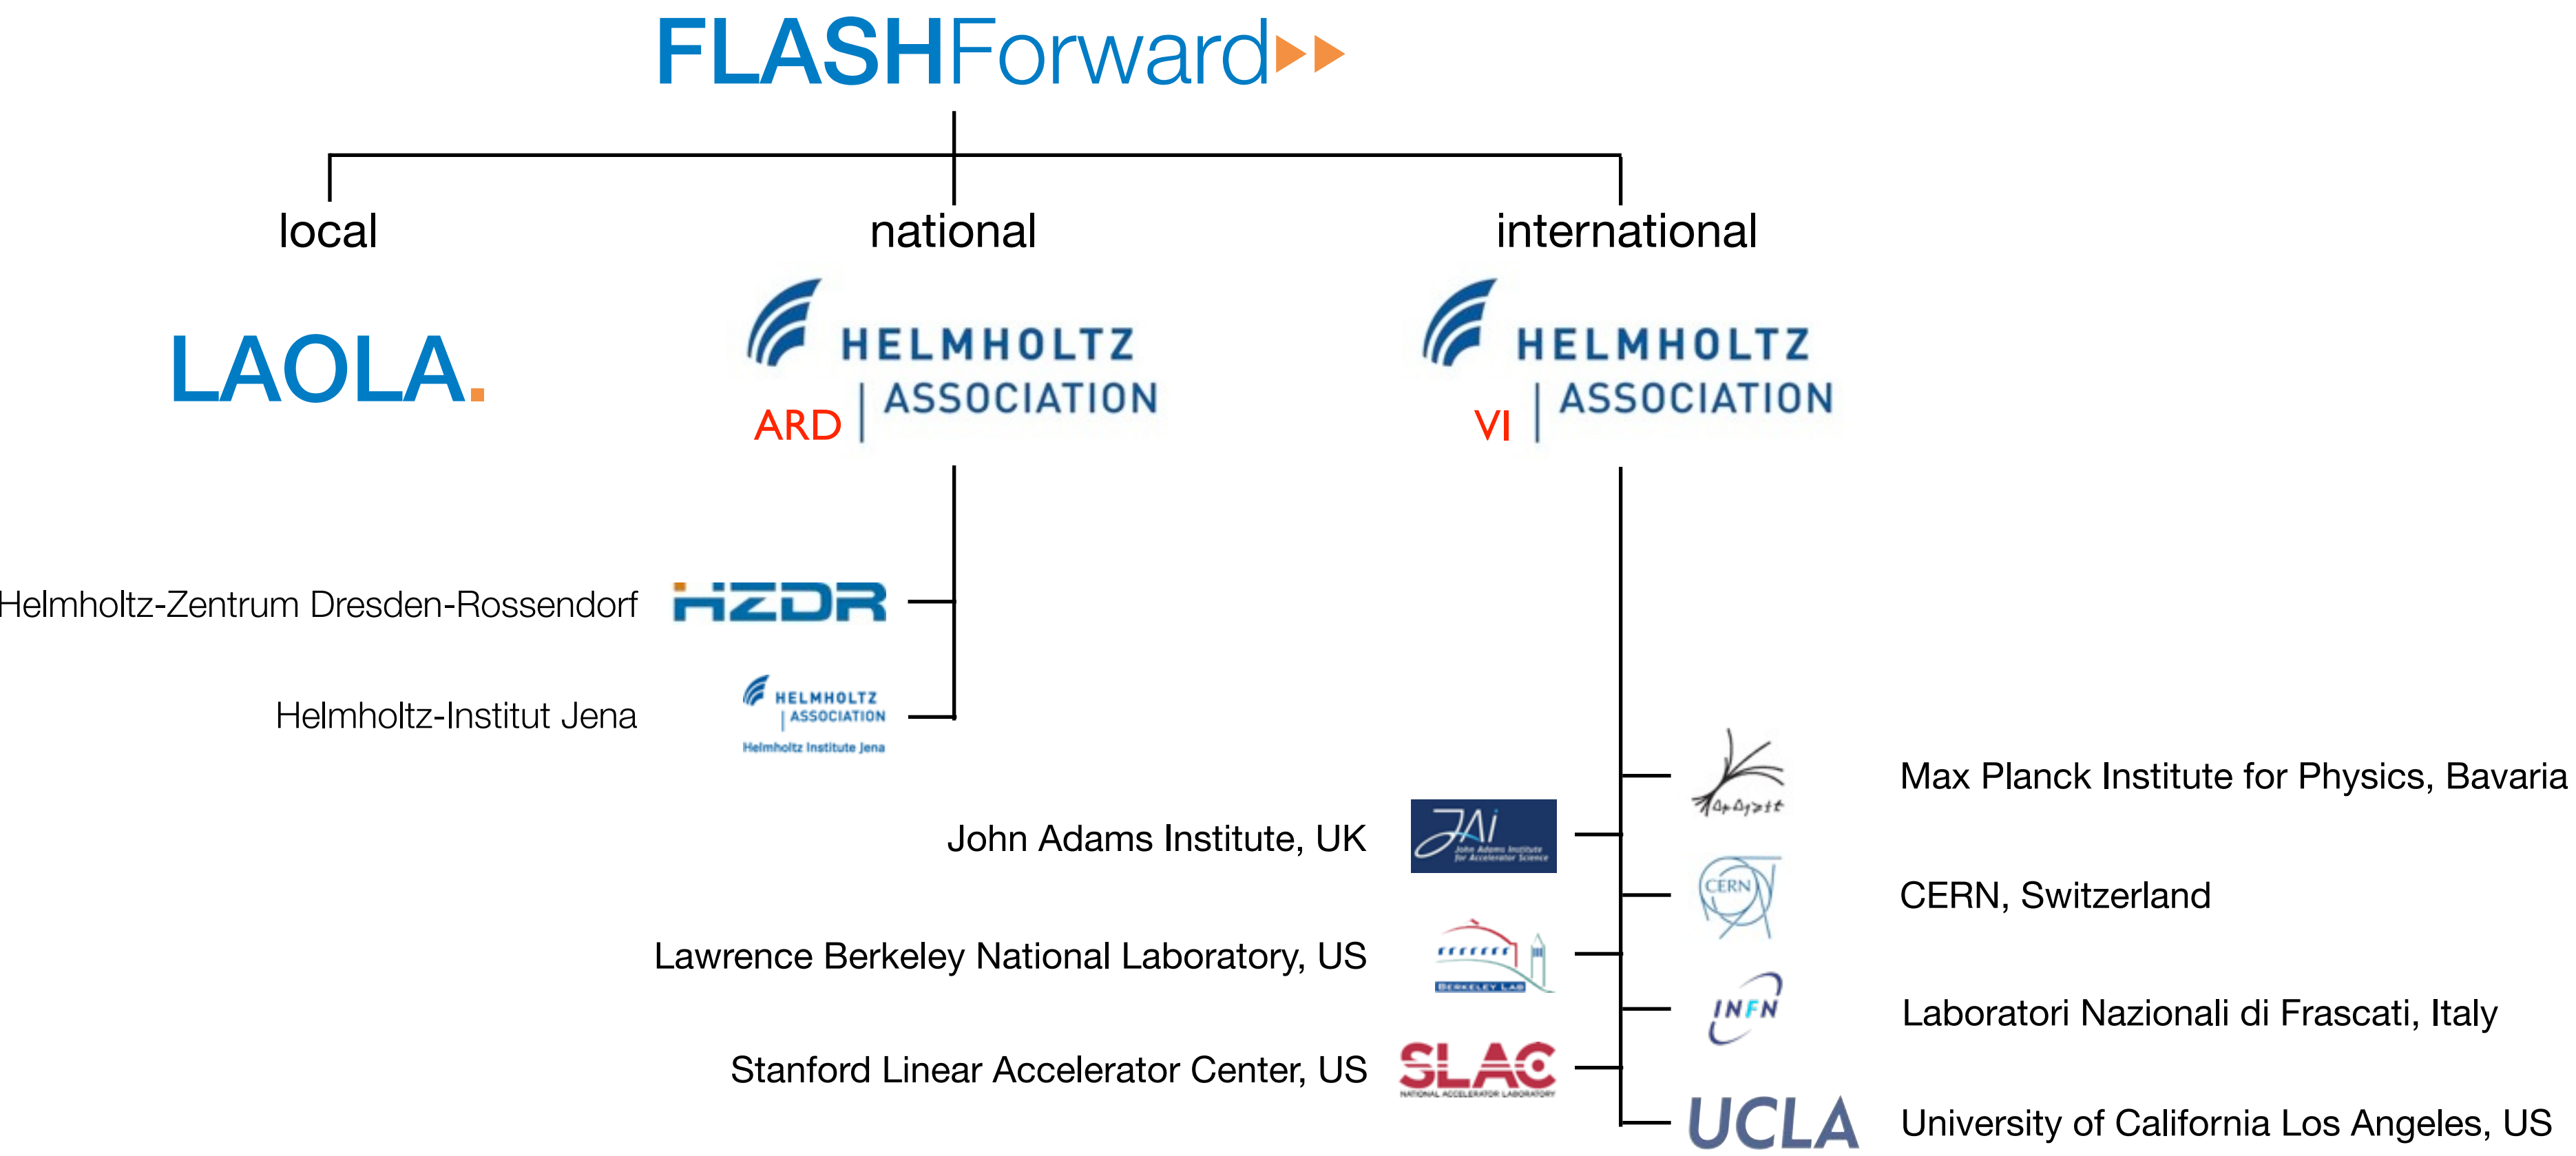 FLASHForward
local
national
international
LAOLA.
HELMHOLTZ
ASSOCIATION
ARD
HELMHOLTZ
ASSOCIATION
VI
Helmholtz-Zentrum Dresden-Rossendorf
HZDR
Helmholtz-Institut Jena
HELMHOLTZ
ASSOCIATION
Helmholtz Institute Jena
Max Planck Institute for Physics, Bavaria
John Adams Institute, UK
JAi
John Adams Institute
for Accelerator Science
CERN
CERN, Switzerland
Lawrence Berkeley National Laboratory, US
BERKELEY LAB
INFN
Laboratori Nazionali di Frascati, Italy
Stanford Linear Accelerator Center, US
SLAC
NATIONAL ACCELERATOR LABORATORY
UCLA
University of California Los Angeles, US